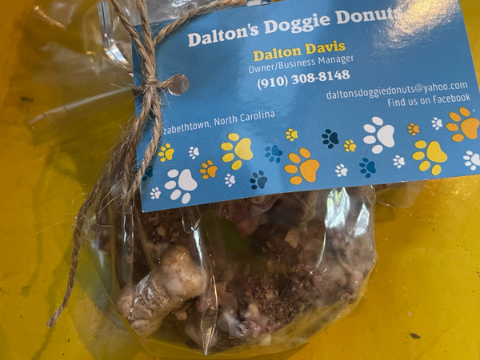 Dalton's Doggie Donuts
Dalton Davis
Owner/Business Manager
(910) 308-8148
daltonsdoggiedonuts@yahoo.com
Find us on Facebook
zabethtown, North Carolina